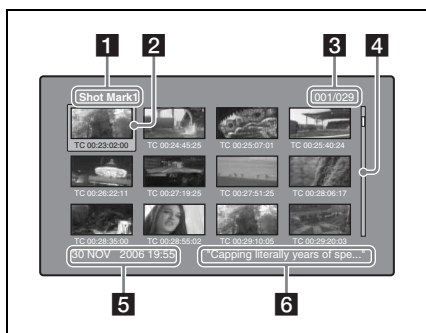 1 2 3 4
Shot Mark1 001/029
TC 00:23:02:00 TC 00:24:45:25 TC 00:25:07:01 TC 00:25:40:24
TC 00:26:22:11 TC 00:27:19:25 TC 00:27:51:25 TC 00:28:06:17
TC 00:28:35:00 TC 00:28:55:02 TC 00:29:10:05 TC 00:29:20:03
30 NOV 2006 19:55 "Capping literally years of spe..."
5 6